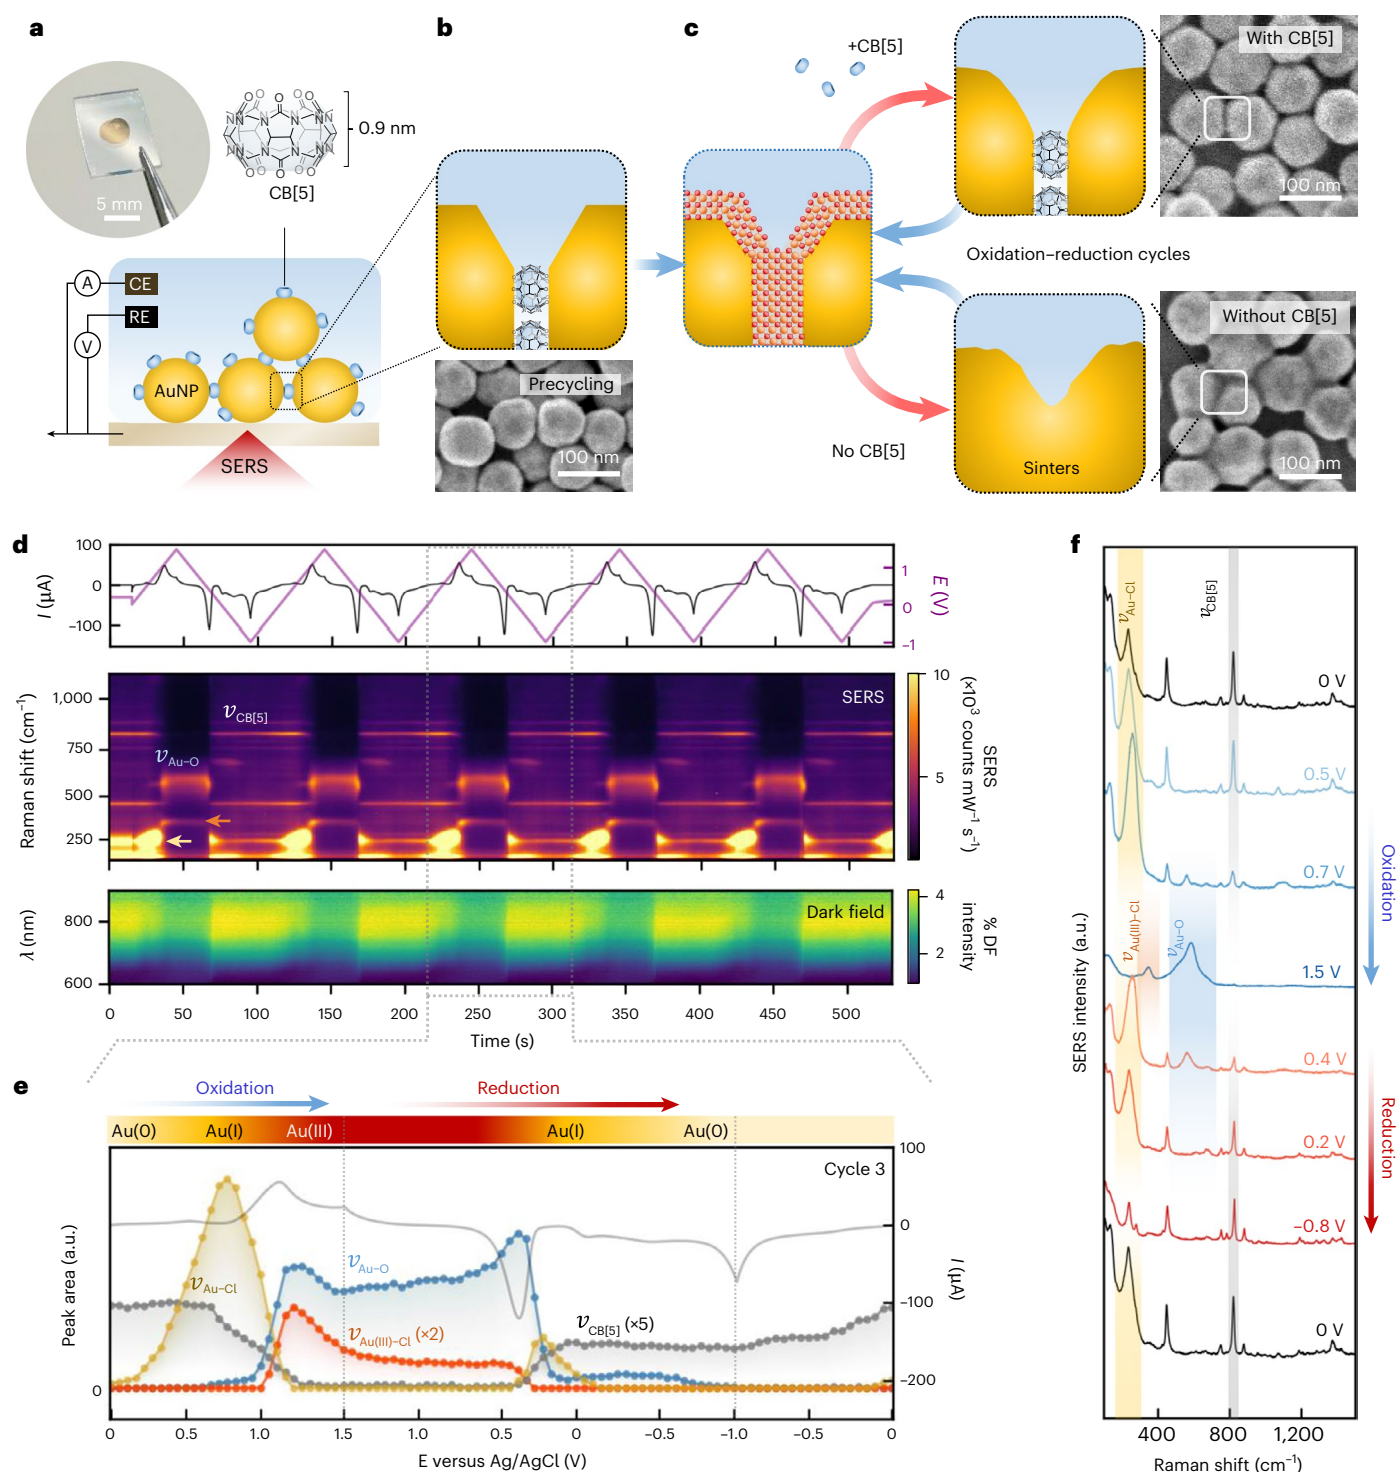 a
5 mm
O O O O
N N N N N N
O O O O
0.9 nm
CB[5]
A
CE
RE
V
AuNP
SERS
b
Precycling
100 nm
c
+CB[5]
With CB[5]
100 nm
Oxidation–reduction cycles
No CB[5]
Sinters
Without CB[5]
100 nm
d
100
0
−100
I (μA)
1
0
−1
E (V)
1,000
750
500
250
Raman shift (cm−1)
νCB[5]
νAu–O
SERS
10
5
SERS
(×10³ counts mW−1 s−1)
800
600
λ (nm)
Dark field
4
2
% DF
intensity
0 50 100 150 200 250 300 350 400 450 500
Time (s)
e
Oxidation
Reduction
Au(0) Au(I) Au(III) Au(I) Au(0)
Cycle 3
Peak area (a.u.)
0
νAu–Cl
νAu–O
νAu(III)–Cl (×2)
νCB[5] (×5)
100
0
−100
−200
I (μA)
0 0.5 1.0 1.5 1.0 0.5 0 −0.5 −1.0 −0.5 0
E versus Ag/AgCl (V)
f
νAu–Cl
νCB[5]
0 V
0.5 V
0.7 V
νAu(III)–Cl
νAu–O
1.5 V
0.4 V
0.2 V
−0.8 V
0 V
Oxidation
Reduction
SERS intensity (a.u.)
400 800 1,200
Raman shift (cm−1)